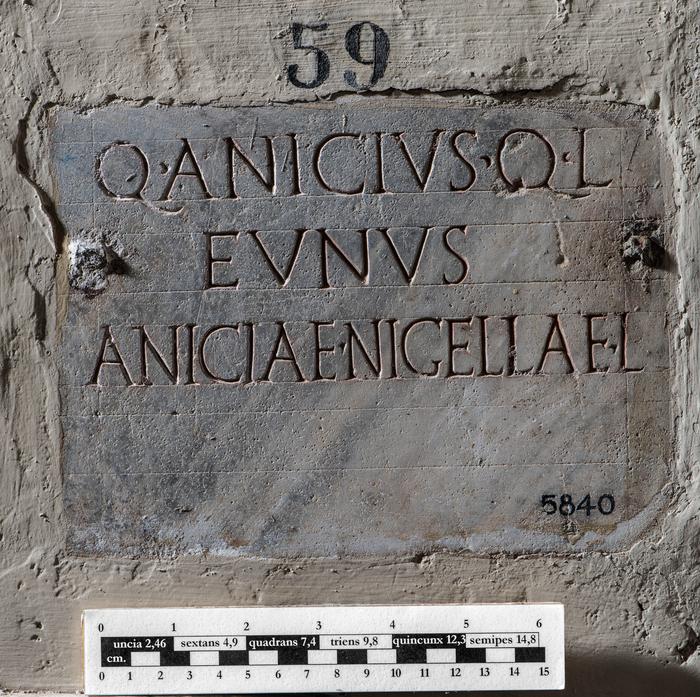 59
Q·ANICIVS·Q·L
EVNVS
ANICIAE·NIGELLAE·L
5840
0 1 2 3 4 5 6
uncia 2,46 sextans 4,9 quadrans 7,4 triens 9,8 quincunx 12,3 semipes 14,8
cm.
0 1 2 3 4 5 6 7 8 9 10 11 12 13 14 15